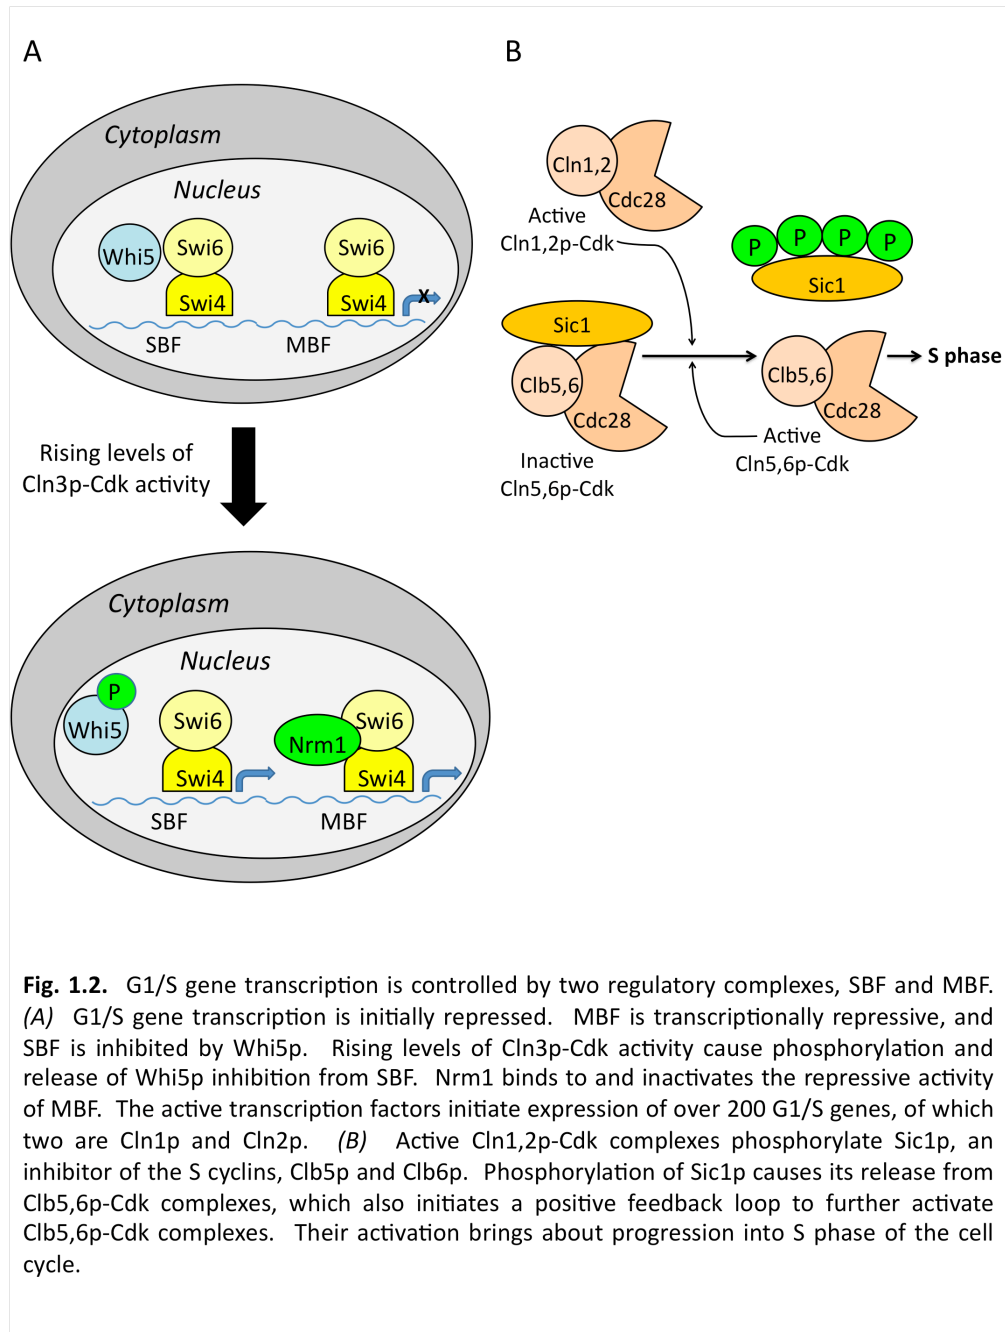 A
Cytoplasm
Nucleus
Whi5
Swi6
Swi4
Swi6
Swi4
X
SBF
MBF
Rising levels of
Cln3p-Cdk activity
Cytoplasm
Nucleus
P
Whi5
Swi6
Swi4
Nrm1
Swi6
Swi4
SBF
MBF
B
Cln1,2
Cdc28
Active
Cln1,2p-Cdk
P
P
P
P
Sic1
Sic1
Clb5,6
Cdc28
Inactive
Cln5,6p-Cdk
Clb5,6
Cdc28
Active
Cln5,6p-Cdk
S phase
Fig. 1.2. G1/S gene transcription is controlled by two regulatory complexes, SBF and MBF.
(A) G1/S gene transcription is initially repressed. MBF is transcriptionally repressive, and
SBF is inhibited by Whi5p. Rising levels of Cln3p-Cdk activity cause phosphorylation and
release of Whi5p inhibition from SBF. Nrm1 binds to and inactivates the repressive activity
of MBF. The active transcription factors initiate expression of over 200 G1/S genes, of which
two are Cln1p and Cln2p. (B) Active Cln1,2p-Cdk complexes phosphorylate Sic1p, an
inhibitor of the S cyclins, Clb5p and Clb6p. Phosphorylation of Sic1p causes its release from
Clb5,6p-Cdk complexes, which also initiates a positive feedback loop to further activate
Clb5,6p-Cdk complexes. Their activation brings about progression into S phase of the cell
cycle.